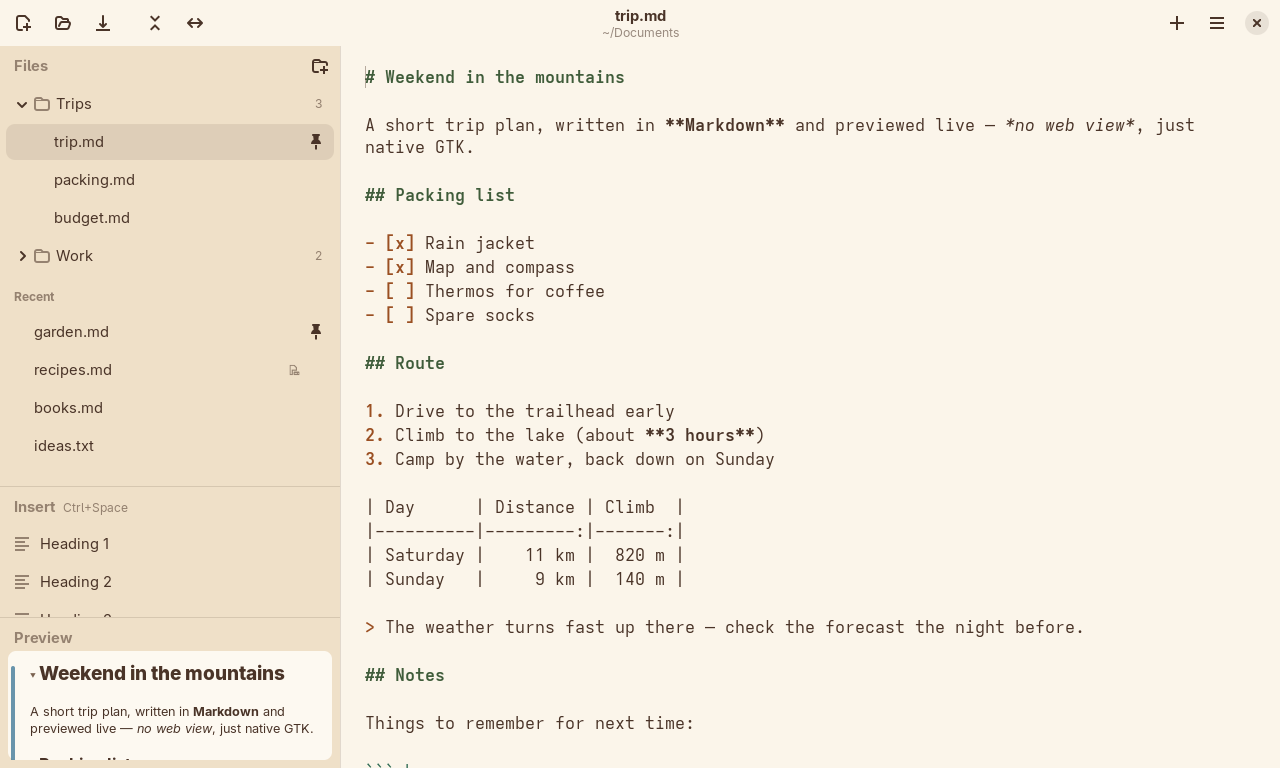 trip.md
~/Documents
Files
Trips 3
trip.md
packing.md
budget.md
Work 2
Recent
garden.md
recipes.md
books.md
ideas.txt
Insert Ctrl+Space
Heading 1
Heading 2
Preview
Weekend in the mountains
A short trip plan, written in Markdown and
previewed live — no web view, just native GTK.
# Weekend in the mountains
A short trip plan, written in **Markdown** and previewed live — *no web view*, just
native GTK.
## Packing list
- [x] Rain jacket
- [x] Map and compass
- [ ] Thermos for coffee
- [ ] Spare socks
## Route
1. Drive to the trailhead early
2. Climb to the lake (about **3 hours**)
3. Camp by the water, back down on Sunday
| Day      | Distance | Climb  |
|----------|---------:|-------:|
| Saturday |    11 km |  820 m |
| Sunday   |     9 km |  140 m |
> The weather turns fast up there — check the forecast the night before.
## Notes
Things to remember for next time: